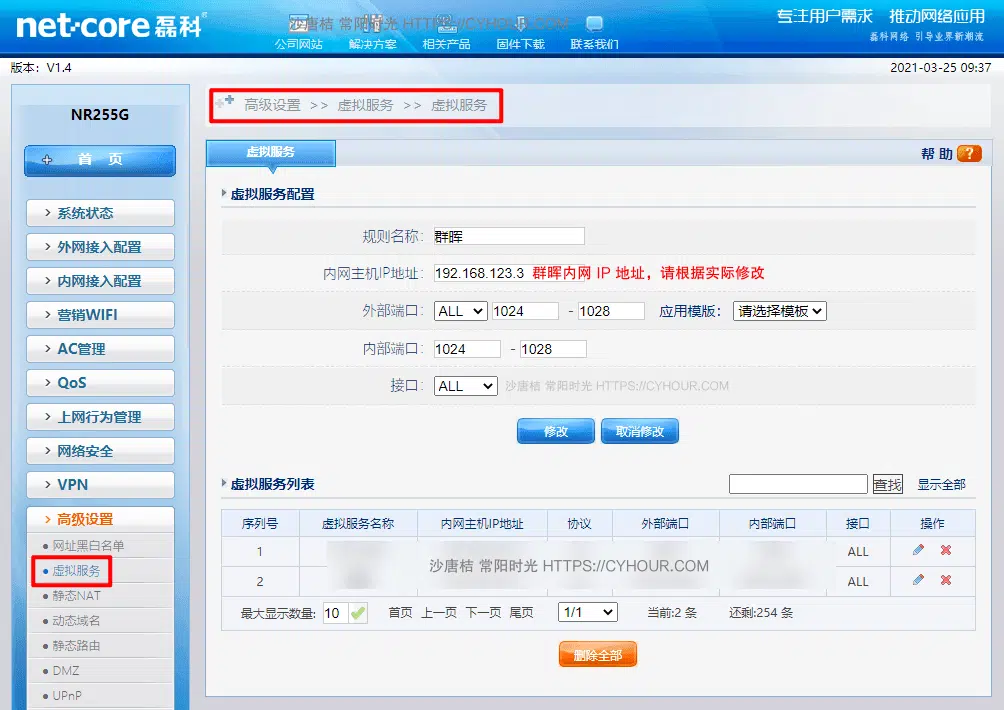 net-core 磊科
沙唐桔 常阳时光 HTTPS://CYHOUR.COM
公司网站 解决方案 相关产品 固件下载 联系我们
专注用户需求 推动网络应用
磊科网络 引导业界新潮流
版本：V1.4
2021-03-25 09:37
NR255G
首 页
系统状态
外网接入配置
内网接入配置
营销WIFI
AC管理
QoS
上网行为管理
网络安全
VPN
高级设置
网址黑白名单
虚拟服务
静态NAT
动态域名
静态路由
DMZ
UPnP
高级设置 >> 虚拟服务 >> 虚拟服务
虚拟服务
帮助 ?
虚拟服务配置
规则名称： 群晖
内网主机IP地址： 192.168.123.3 群晖内网 IP 地址，请根据实际修改
外部端口： ALL 1024 - 1028 应用模版： 请选择模板
内部端口： 1024 - 1028
接口： ALL 沙唐桔 常阳时光 HTTPS://CYHOUR.COM
修改 取消修改
虚拟服务列表 查找 显示全部
序列号 虚拟服务名称 内网主机IP地址 协议 外部端口 内部端口 接口 操作
1 ALL
沙唐桔 常阳时光 HTTPS://CYHOUR.COM
2 ALL
最大显示数量: 10 首页 上一页 下一页 尾页 1/1 当前:2 条 还剩:254 条
删除全部